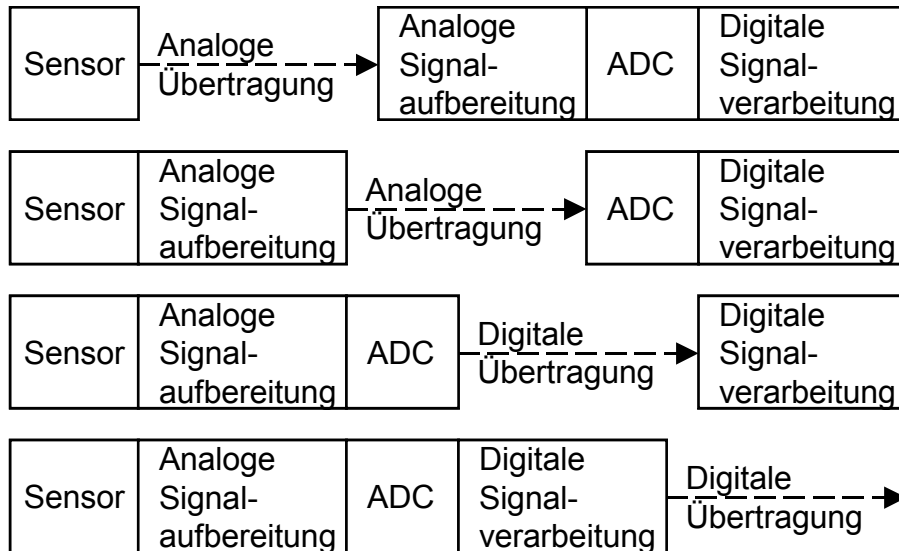 Sensor
Analoge
Übertragung
Analoge
Signal-
aufbereitung
ADC
Digitale
Signal-
verarbeitung
Sensor
Analoge
Signal-
aufbereitung
Analoge
Übertragung
ADC
Digitale
Signal-
verarbeitung
Sensor
Analoge
Signal-
aufbereitung
ADC
Digitale
Übertragung
Digitale
Signal-
verarbeitung
Sensor
Analoge
Signal-
aufbereitung
ADC
Digitale
Signal-
verarbeitung
Digitale
Übertragung